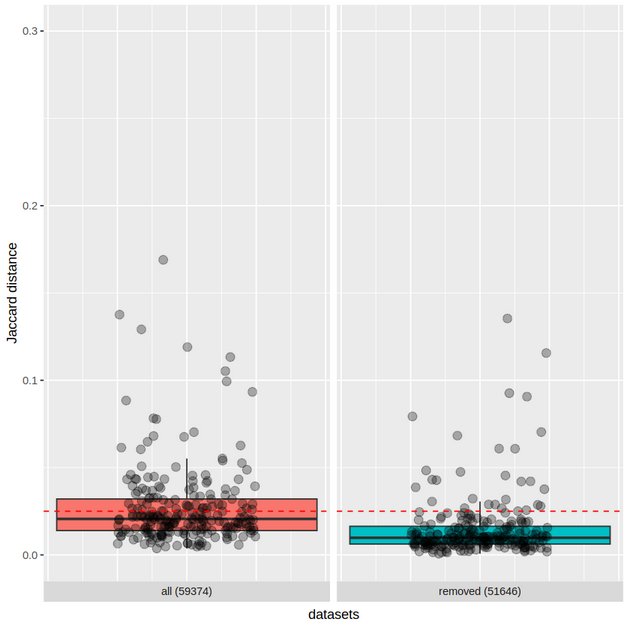 Jaccard distance
0.3
0.2
0.1
0.0
all (59374)
removed (51646)
datasets